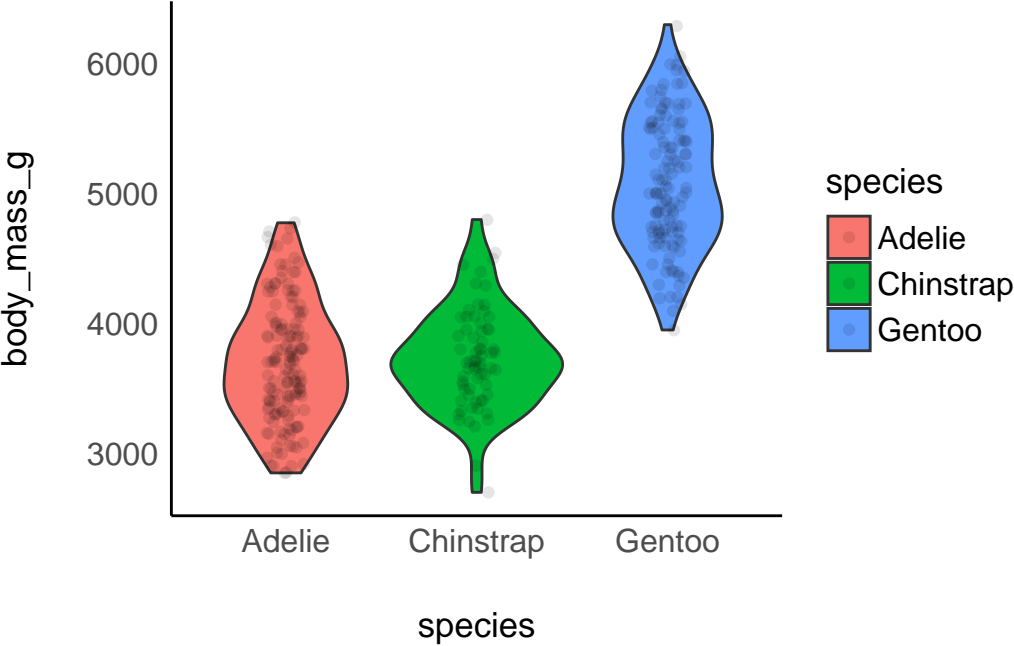 body_mass_g
6000
5000
4000
3000
Adelie
Chinstrap
Gentoo
species
species
Adelie
Chinstrap
Gentoo